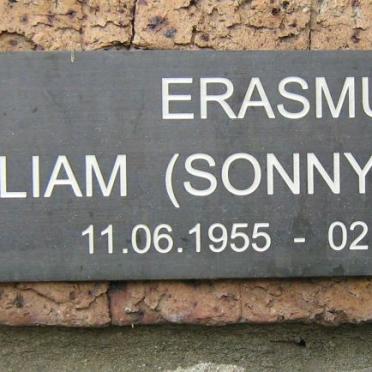 ERASMU
LIAM (SONNY
11.06.1955 - 02